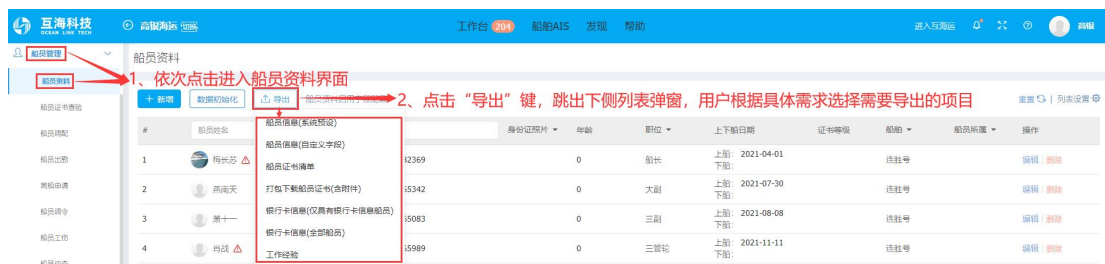 互海科技 高银海运 切换 工作台 204 船舶AIS 发现 帮助 进入互海运 高银
OCEAN LINK TECH
船员管理 船员资料
船员资料 1、依次点击进入船员资料界面
+ 新增 数据初始化 导出 2、点击“导出”键，跳出下侧列表弹窗，用户根据具体需求选择需要导出的项目 重置 | 列表设置
船员证书查验
船员调配
船员出勤
离船申请
船员调令
船员工伤
# 船员姓名 身份证照片 年龄 职位 上下船日期 证书等级 船舶 船员所属 操作
船员信息(系统预设)
船员信息(自定义字段)
船员证书清单
打包下载船员证书(含附件)
银行卡信息(仅具有银行卡信息船员)
银行卡信息(全部船员)
工作经验
1 梅长苏 32369 0 船长 上船: 2021-04-01 连胜号 编辑 删除
下船:
2 燕南天 55342 0 大副 上船: 2021-07-30 连胜号 编辑 删除
下船:
3 萧十一 55083 0 三副 上船: 2021-08-08 连胜号 编辑 删除
下船:
4 肖战 65989 0 三管轮 上船: 2021-11-11 连胜号 编辑 删除
下船: